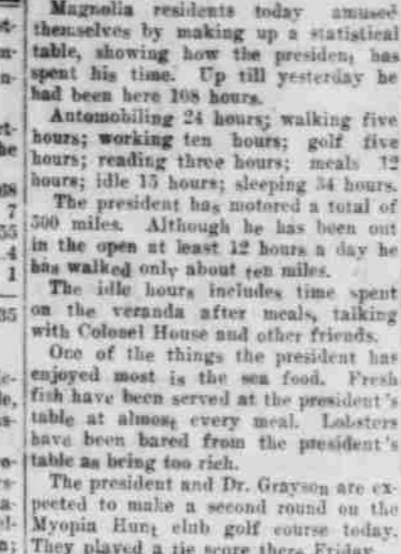 Magnolia residents today amused
themselves by making up a statistical
table, showing how the president has
spent his time. Up till yesterday he
had been here 108 hours.
Automobiling 24 hours; walking five
hours; working ten hours; golf five
hours; reading three hours; meals 12
hours; idle 15 hours; sleeping 34 hours.
The president has motored a total of
500 miles. Although he has been out
in the open at least 12 hours a day he
has walked only about ten miles.
The idle hours includes time spent
on the veranda after meals, talking
with Colonel House and other friends.
One of the things the president has
enjoyed most is the sea food. Fresh
fish have been served at the president's
table at almost every meal. Lobsters
have been bared from the president's
table as being too rich.
The president and Dr. Grayson are ex-
pected to make a second round on the
Myopia Hunt club golf course today.
They played a tie score there Friday.